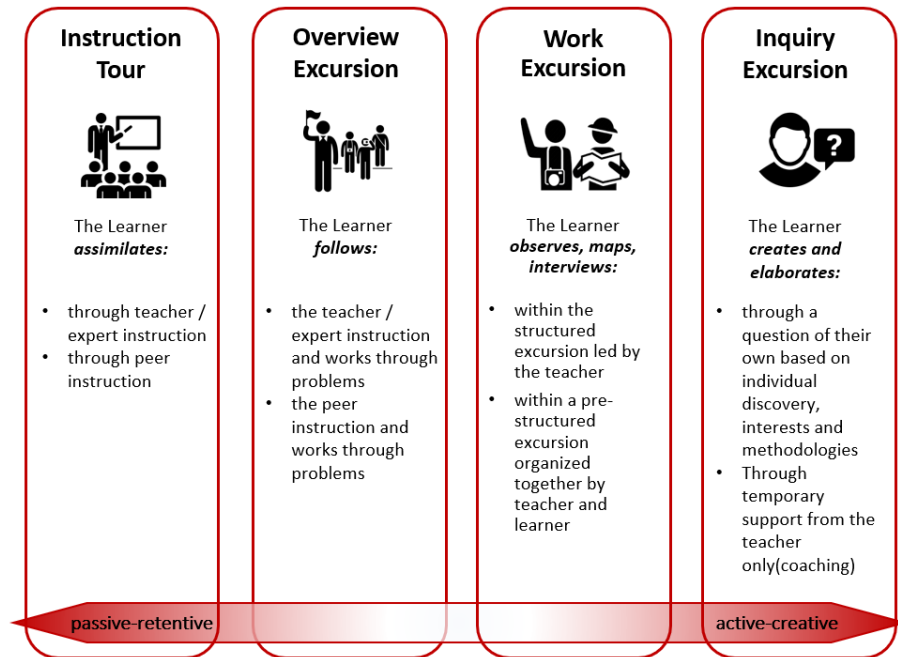 Instruction
Tour
The Learner
assimilates:
• through teacher /
expert instruction
• through peer
instruction
Overview
Excursion
The Learner
follows:
• the teacher /
expert instruction
and works through
problems
• the peer
instruction and
works through
problems
Work
Excursion
The Learner
observes, maps,
interviews:
• within the
structured
excursion led by
the teacher
• within a pre-
structured
excursion
organized
together by
teacher and
learner
Inquiry
Excursion
?
The Learner
creates and
elaborates:
• through a
question of their
own based on
individual
discovery,
interests and
methodologies
• Through
temporary
support from the
teacher
only(coaching)
passive-retentive
active-creative